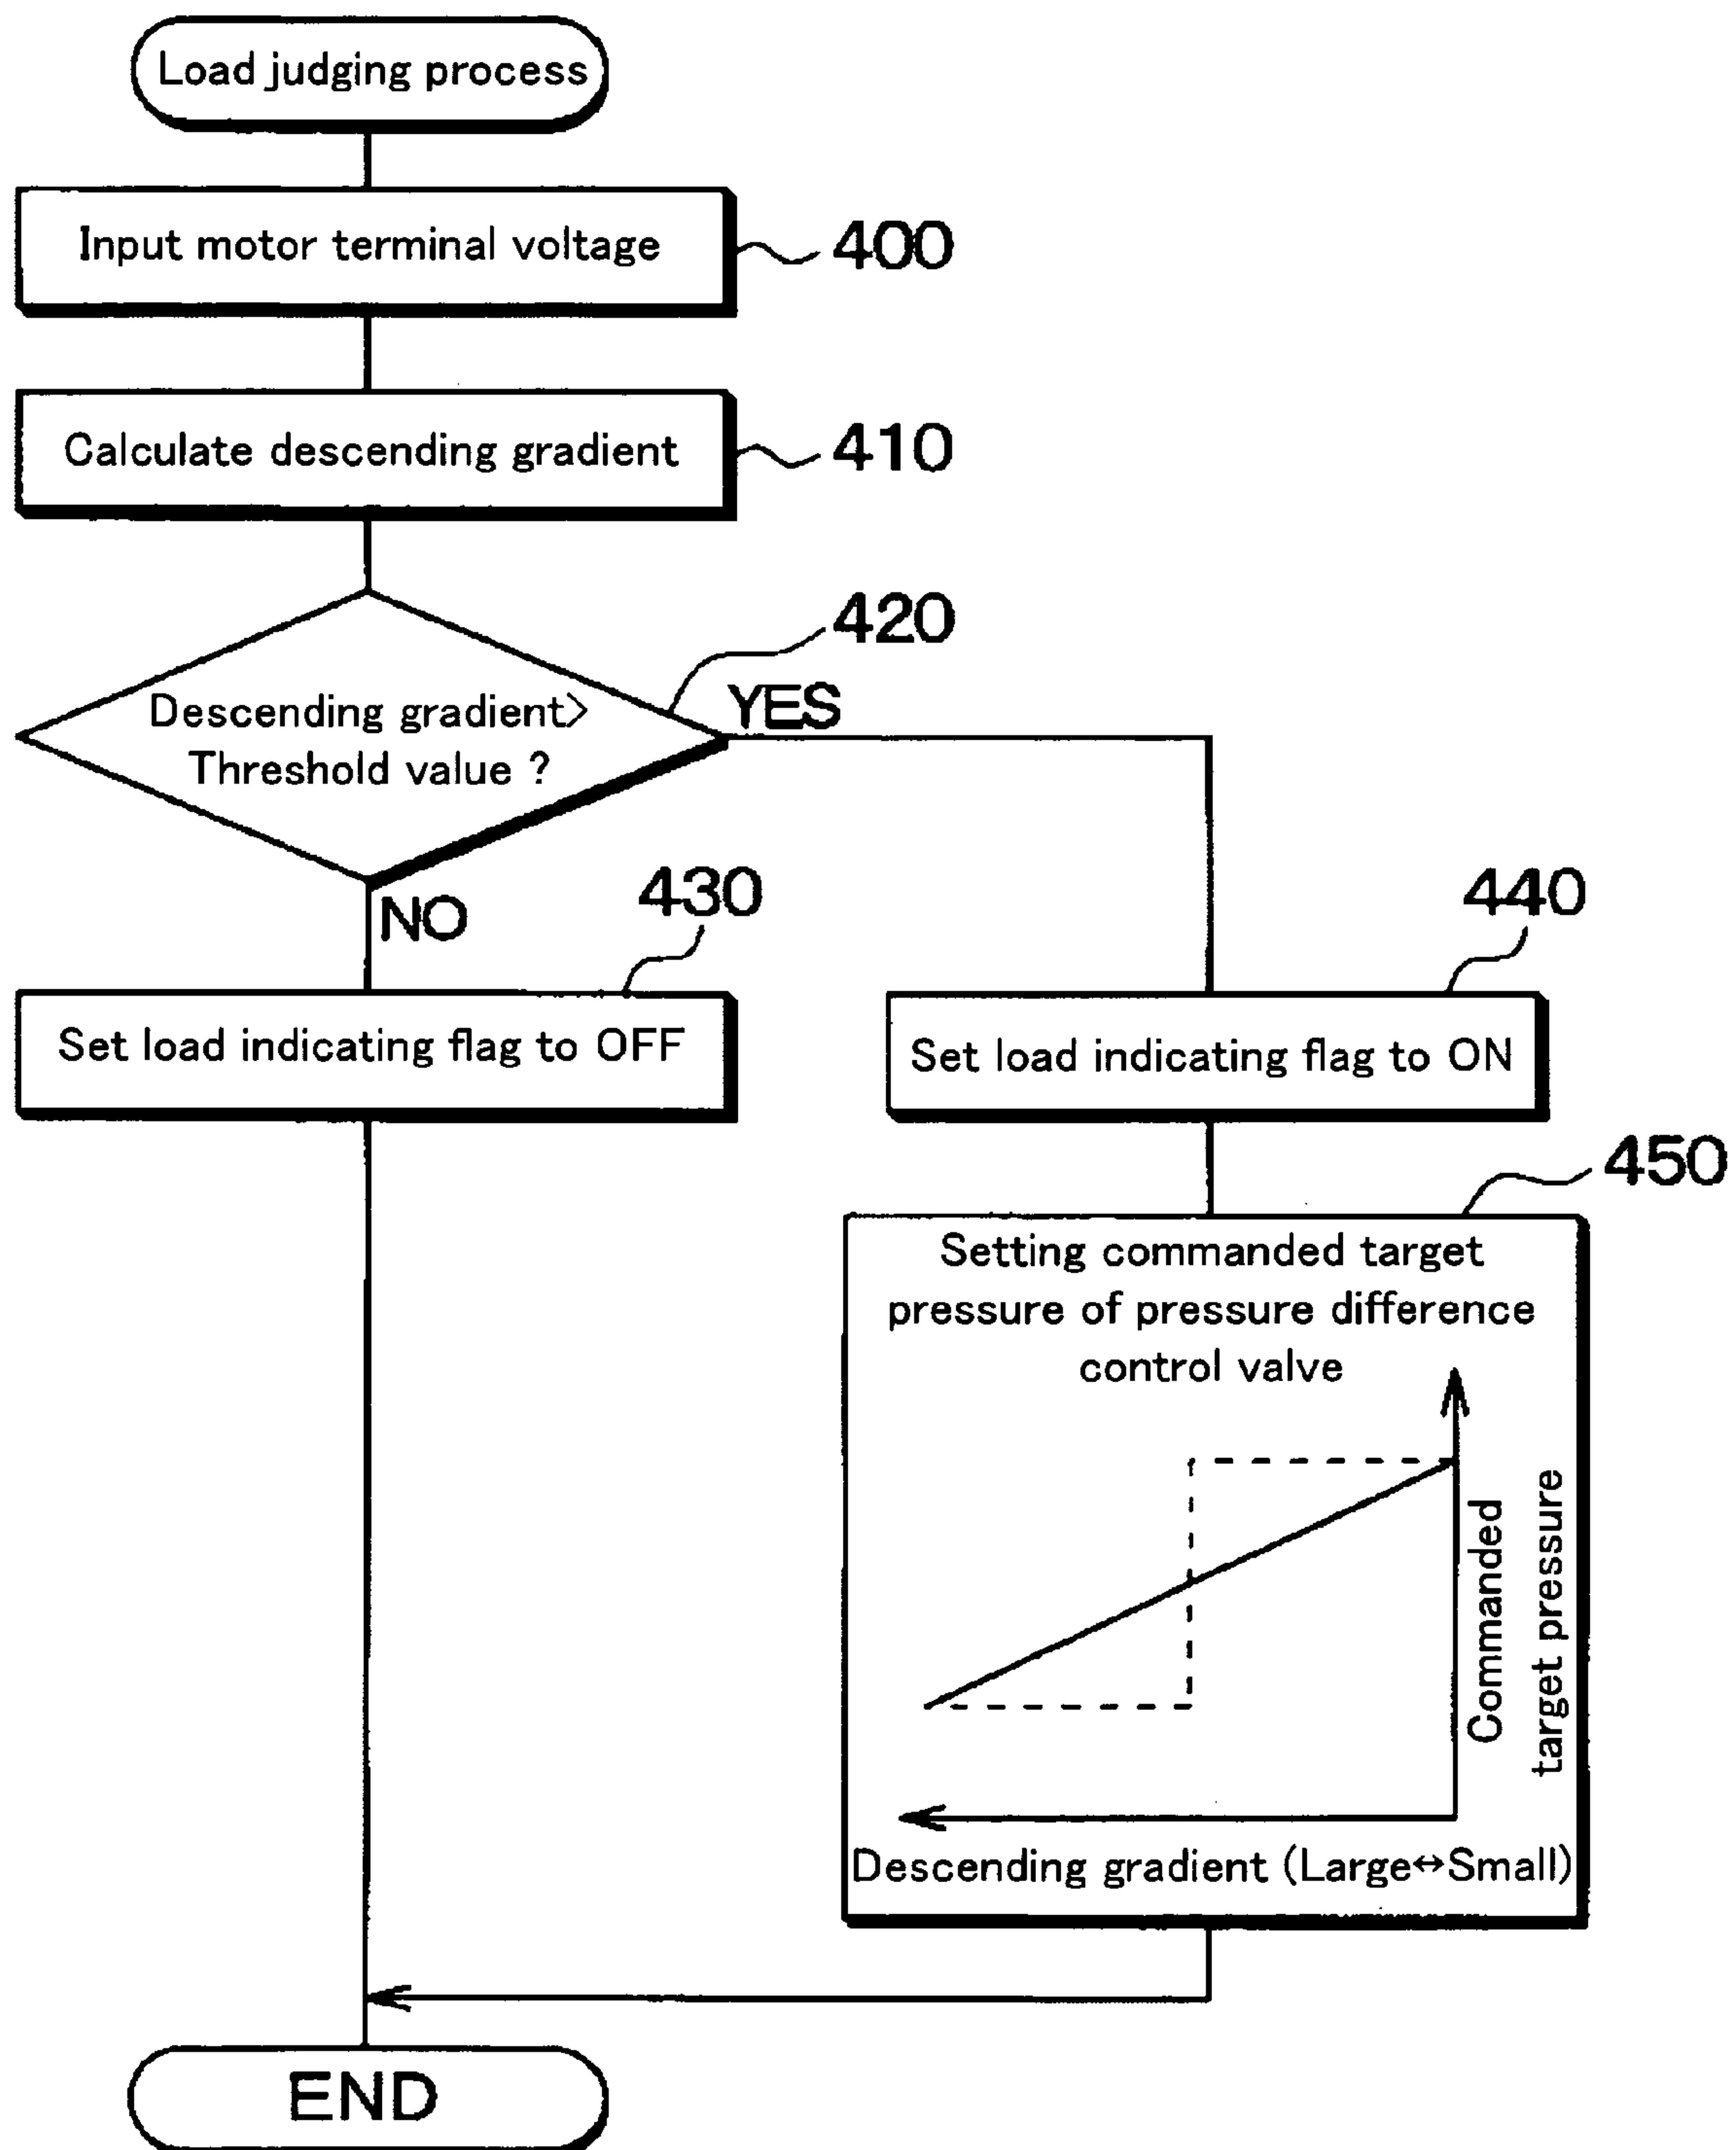 Load judging process
Input motor terminal voltage
400
Calculate descending gradient
410
420
Descending gradient>
Threshold value ?
YES
NO
430
440
Set load indicating flag to OFF
Set load indicating flag to ON
450
Setting commanded target
pressure of pressure difference
control valve
Commanded
target pressure
Descending gradient (Large↔Small)
END